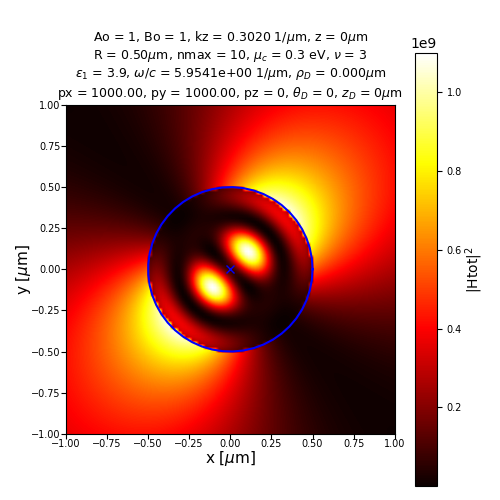 Ao = 1, Bo = 1, kz = 0.3020 1/μm, z = 0μm
R = 0.50μm, nmax = 10, μ_c = 0.3 eV, ν = 3
ε₁ = 3.9, ω/c = 5.9541e+00 1/μm, ρ_D = 0.000μm
px = 1000.00, py = 1000.00, pz = 0, θ_D = 0, z_D = 0μm
1e9
1.00
0.75
0.50
0.25
0.00
−0.25
−0.50
−0.75
−1.00
y [μm]
−1.00 −0.75 −0.50 −0.25 0.00 0.25 0.50 0.75 1.00
x [μm]
1.0
0.8
0.6
0.4
0.2
|Htot|²